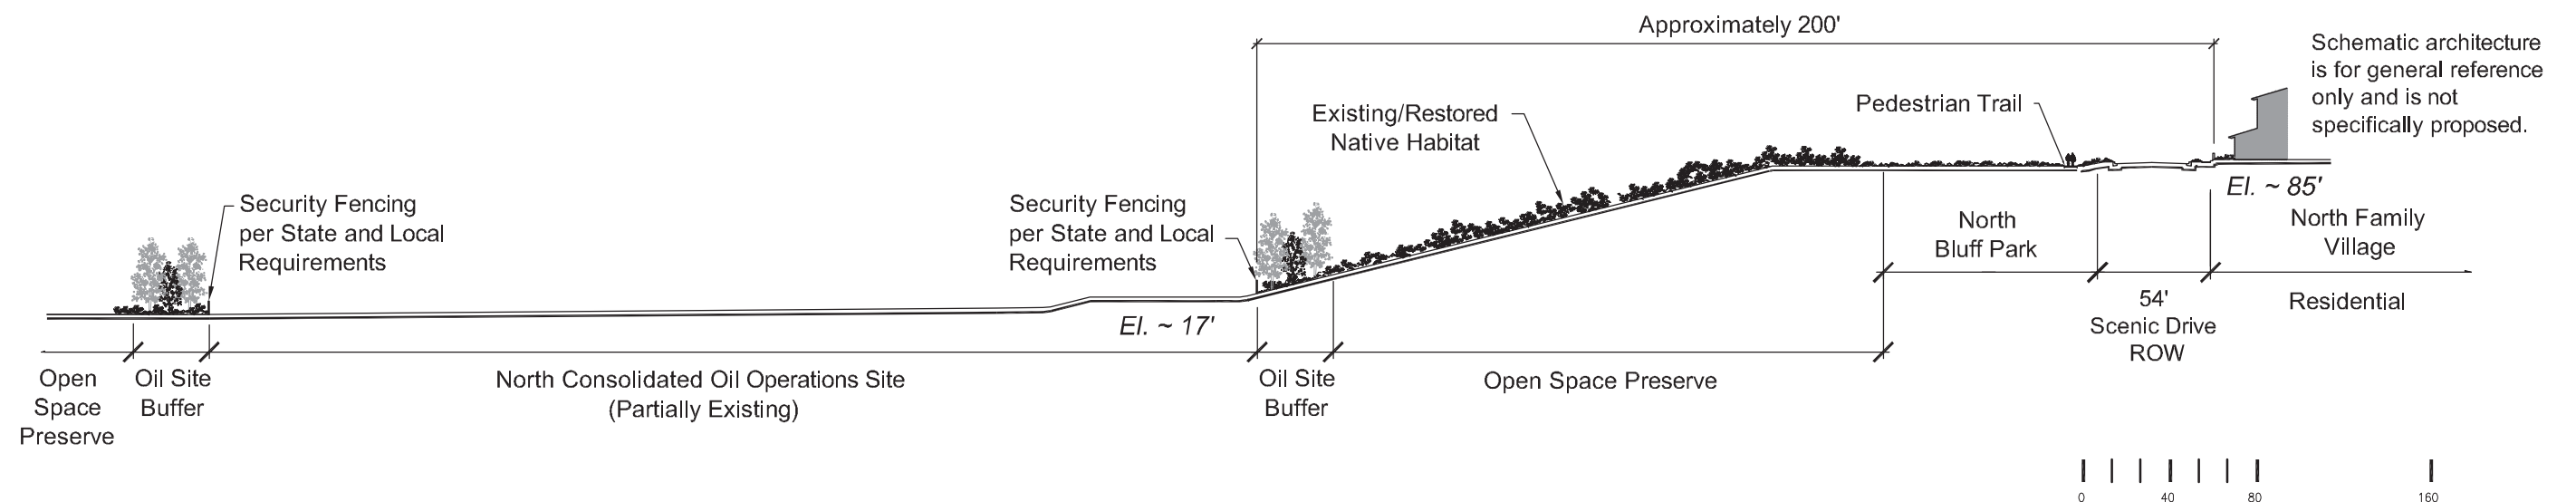 Approximately 200'
Schematic architecture
is for general reference
only and is not
specifically proposed.
Pedestrian Trail
Existing/Restored
Native Habitat
Security Fencing
per State and Local
Requirements
Security Fencing
per State and Local
Requirements
El. ~ 85'
North
Bluff Park
North Family
Village
54'
Scenic Drive
ROW
Residential
El. ~ 17'
Open
Space
Preserve
Oil Site
Buffer
North Consolidated Oil Operations Site
(Partially Existing)
Oil Site
Buffer
Open Space Preserve
0 40 80 160